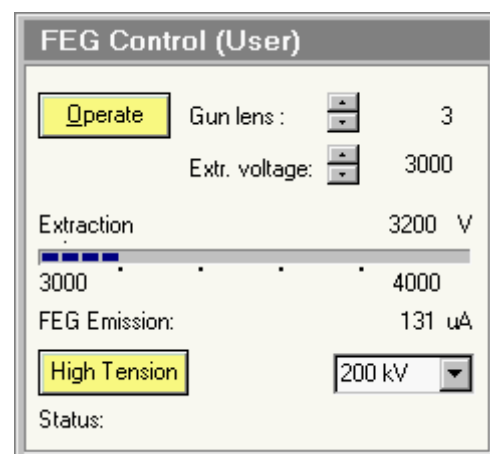 FEG Control (User)
Operate Gun lens : 3
Extr. voltage: 3000
Extraction 3200 V
3000 4000
FEG Emission: 131 uA
High Tension 200 kV
Status: